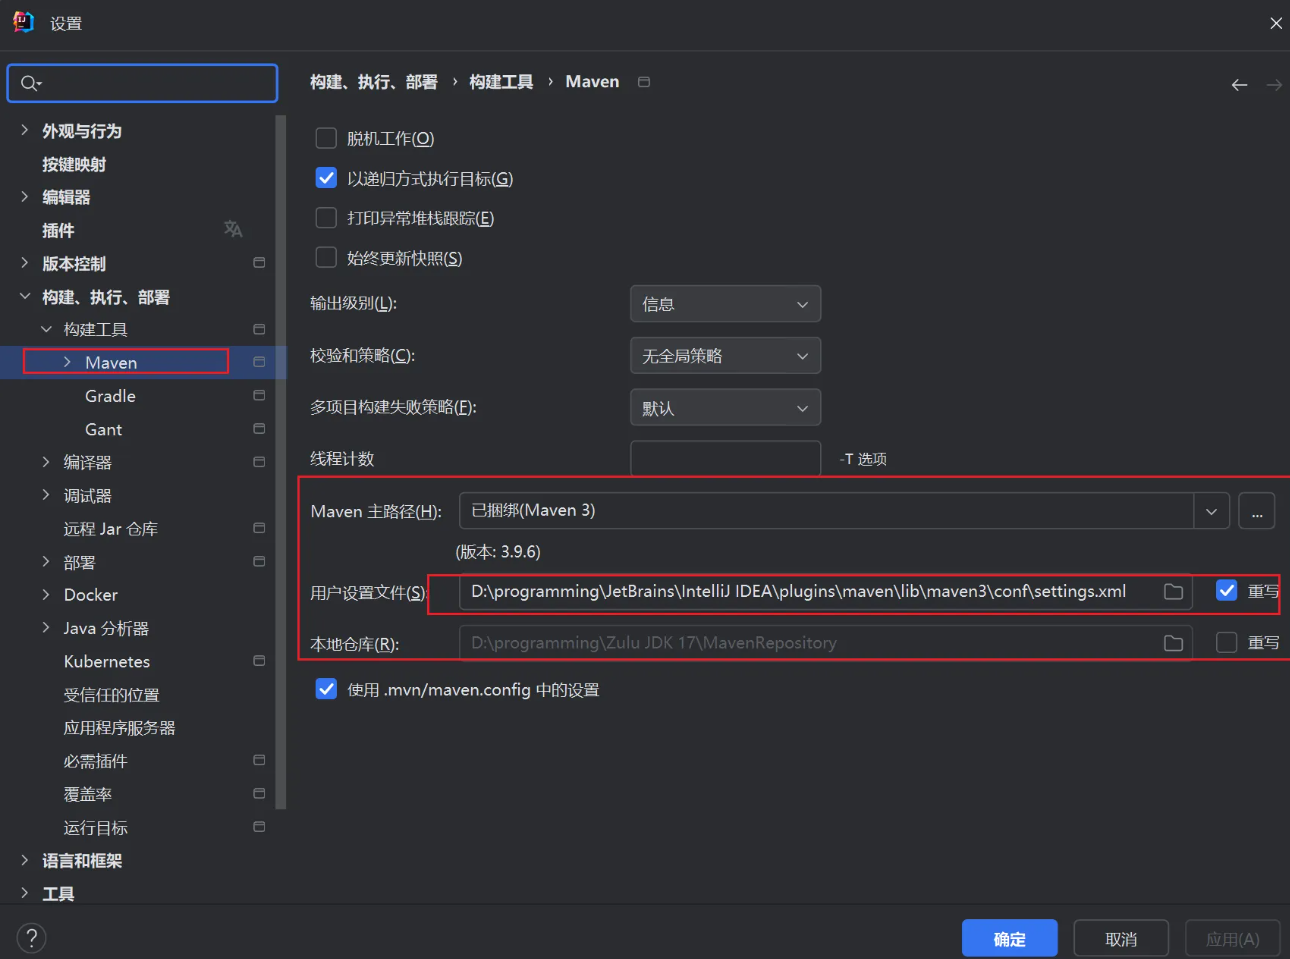 设置
构建、执行、部署 › 构建工具 › Maven
外观与行为
按键映射
编辑器
插件
版本控制
构建、执行、部署
构建工具
Maven
Gradle
Gant
编译器
调试器
远程 Jar 仓库
部署
Docker
Java 分析器
Kubernetes
受信任的位置
应用程序服务器
必需插件
覆盖率
运行目标
语言和框架
工具
脱机工作(O)
以递归方式执行目标(G)
打印异常堆栈跟踪(E)
始终更新快照(S)
输出级别(L): 信息
校验和策略(C): 无全局策略
多项目构建失败策略(F): 默认
线程计数 -T 选项
Maven 主路径(H): 已捆绑(Maven 3) ...
(版本: 3.9.6)
用户设置文件(S): D:\programming\JetBrains\IntelliJ IDEA\plugins\maven\lib\maven3\conf\settings.xml 重写
本地仓库(R): D:\programming\Zulu JDK 17\MavenRepository 重写
使用 .mvn/maven.config 中的设置
? 确定 取消 应用(A)